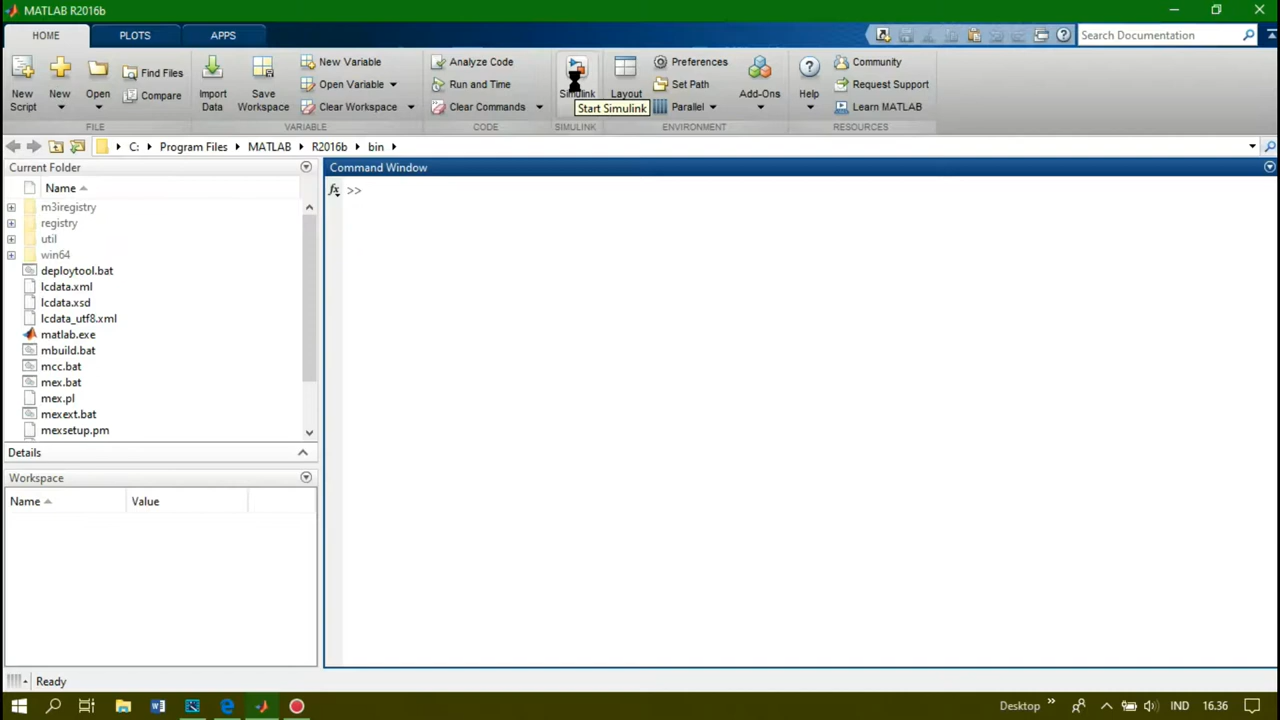 MATLAB R2016b
HOME PLOTS APPS Search Documentation
New Script New Open Find Files Compare
FILE
Import Data Save Workspace New Variable Open Variable Clear Workspace
VARIABLE
Analyze Code Run and Time Clear Commands
CODE
Simulink
SIMULINK
Start Simulink
Layout Preferences Set Path Parallel Add-Ons
ENVIRONMENT
Help Community Request Support Learn MATLAB
RESOURCES
C: Program Files MATLAB R2016b bin
Current Folder
Name
m3iregistry
registry
util
win64
deploytool.bat
lcdata.xml
lcdata.xsd
lcdata_utf8.xml
matlab.exe
mbuild.bat
mcc.bat
mex.bat
mex.pl
mexext.bat
mexsetup.pm
Details
Workspace
Name Value
Command Window
fx >>
Ready
Desktop » IND 16.36